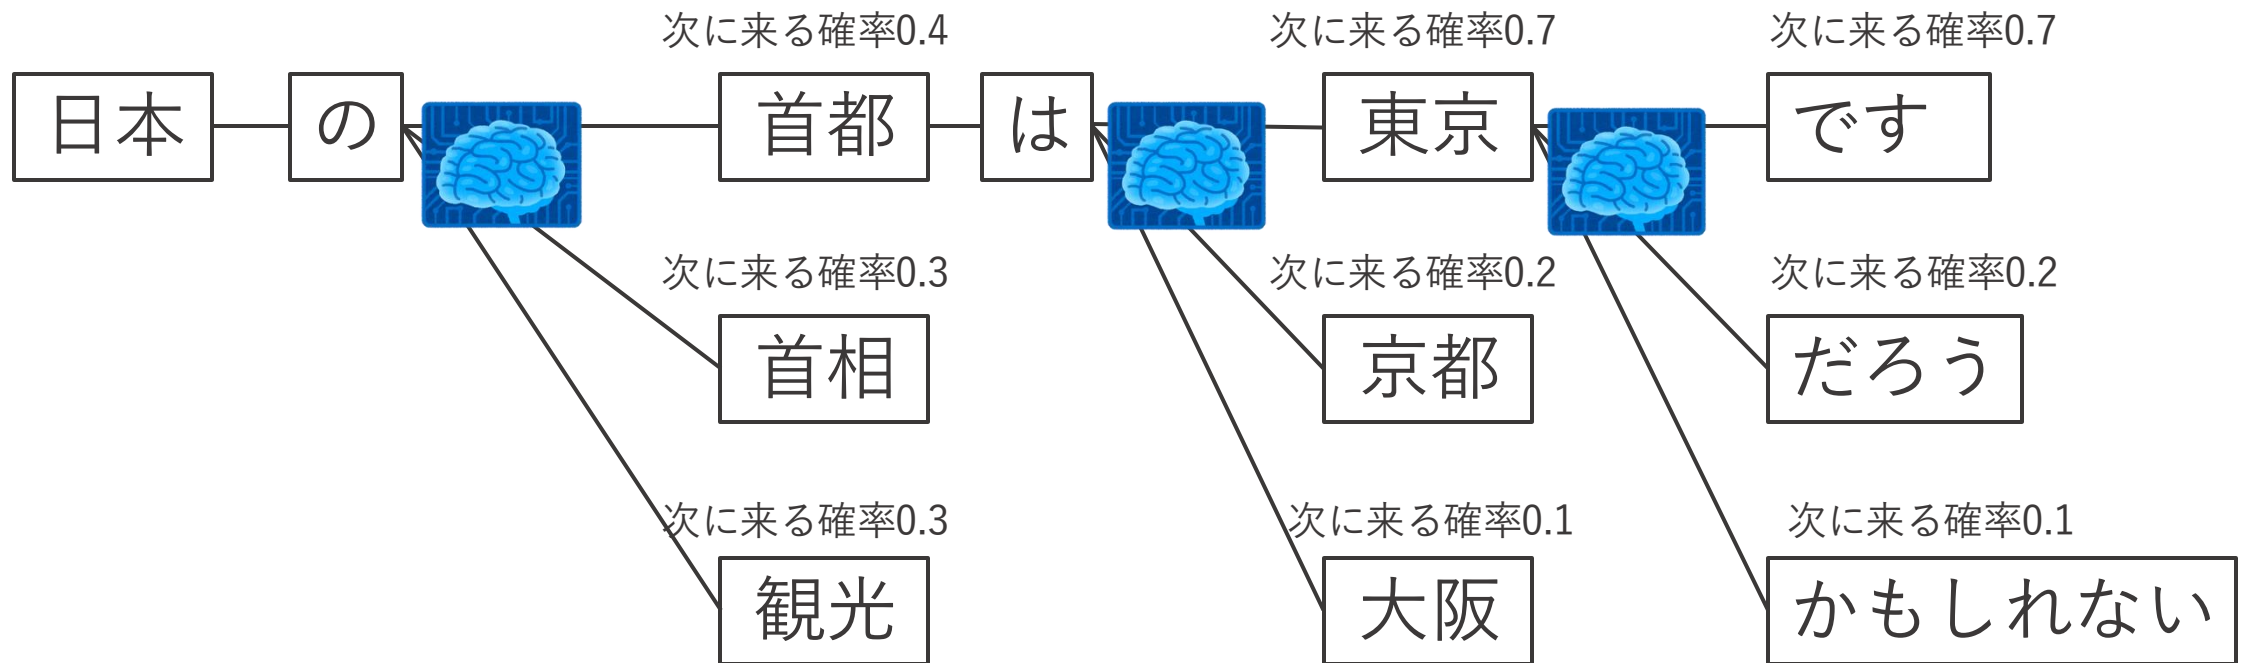 次に来る確率0.4 次に来る確率0.7 次に来る確率0.7
日本 の 首都 は 東京 です
次に来る確率0.3 次に来る確率0.2 次に来る確率0.2
首相 京都 だろう
次に来る確率0.3 次に来る確率0.1 次に来る確率0.1
観光 大阪 かもしれない